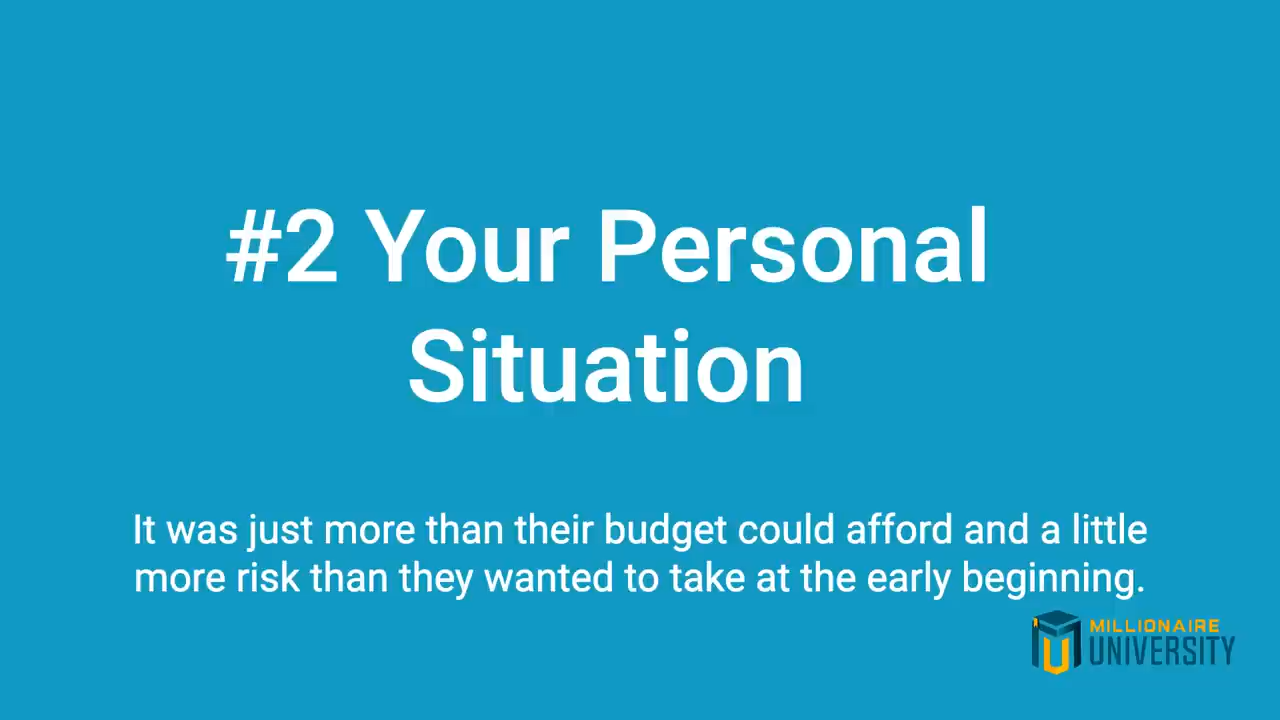 #2 Your Personal
Situation
It was just more than their budget could afford and a little
more risk than they wanted to take at the early beginning.
MILLIONAIRE
UNIVERSITY